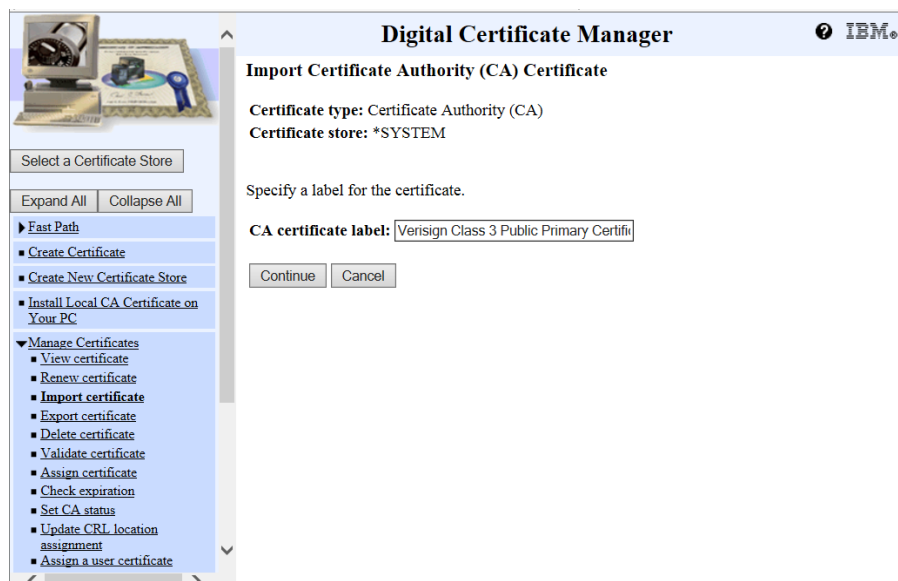 Digital Certificate Manager
IBM®
Import Certificate Authority (CA) Certificate
Certificate type: Certificate Authority (CA)
Certificate store: *SYSTEM
Specify a label for the certificate.
CA certificate label: Verisign Class 3 Public Primary
Continue Cancel
Select a Certificate Store
Expand All Collapse All
Fast Path
Create Certificate
Create New Certificate Store
Install Local CA Certificate on
Your PC
Manage Certificates
View certificate
Renew certificate
Import certificate
Export certificate
Delete certificate
Validate certificate
Assign certificate
Check expiration
Set CA status
Update CRL location
assignment
Assign a user certificate